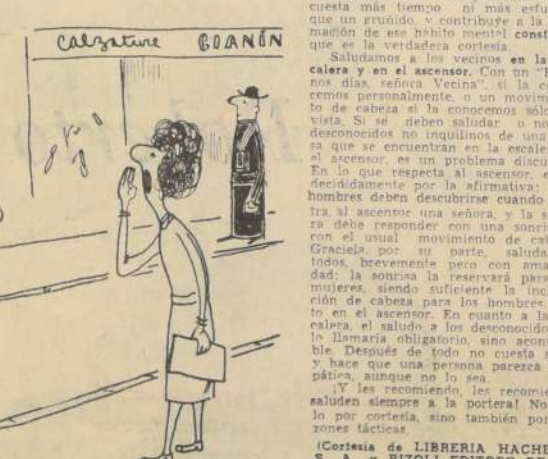 Calzature GOANÓN
cuesta más tiempo ni más esfu
que un gruñido, y contribuye a la
mación de ese hábito mental const
que es la verdadera cortesía.
Saludamos a los vecinos en la
calera y en el ascensor. Con un "B
nos días, señora Vecina", si la co
cemos personalmente, o un movim
to de cabeza si la conocemos sólo
vista. Si se deben saludar o no
desconocidos no inquilinos de una
sa que se encuentran en la escale
el ascensor, es un problema discu
En lo que respecta al ascensor, e
decididamente por la afirmativa:
hombres deben descubrirse cuando
tra al ascensor una señora, y la s
ra debe responder con una sonri
con el usual movimiento de cab
Graciela, por su parte, saluda
todos, brevemente pero con ama
dad: la sonrisa la reservará para
mujeres, siendo suficiente la inc
ción de cabeza para los hombres.
to en el ascensor. En cuanto a la
calera, el saludo a los desconocidos
lo llamaría obligatorio, sino acons
ble. Después de todo no cuesta n
y hace que una persona parezca
pática, aunque no lo sea.
¡Y les recomiendo, les recomie
saluden siempre a la portera! No
lo por cortesía, sino también por
zones tácticas.
(Cortesía de LIBRERIA HACHE